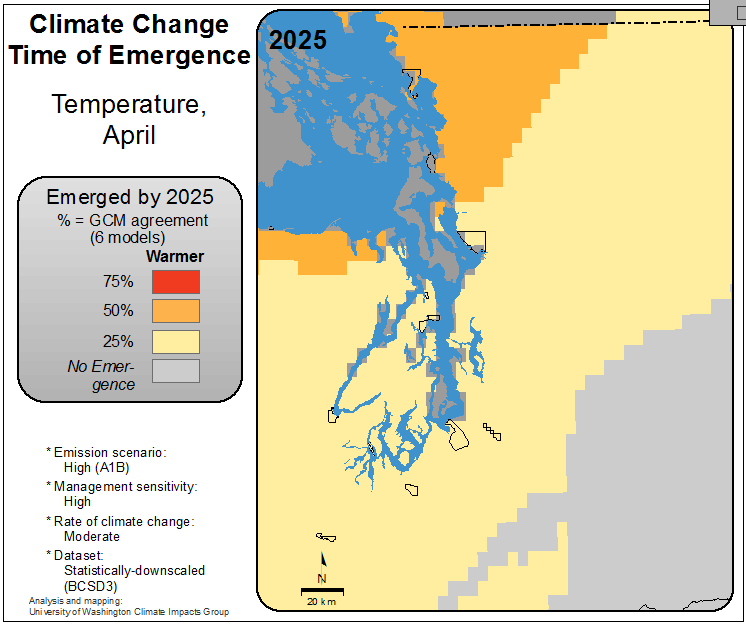 Climate Change
Time of Emergence
Temperature,
April
Emerged by 2025
% = GCM agreement
(6 models)
Warmer
75%
50%
25%
No Emer-
gence
* Emission scenario:
High (A1B)
* Management sensitivity:
High
* Rate of climate change:
Moderate
* Dataset:
Statistically-downscaled
(BCSD3)
Analysis and mapping:
University of Washington Climate Impacts Group
2025
N
20 km